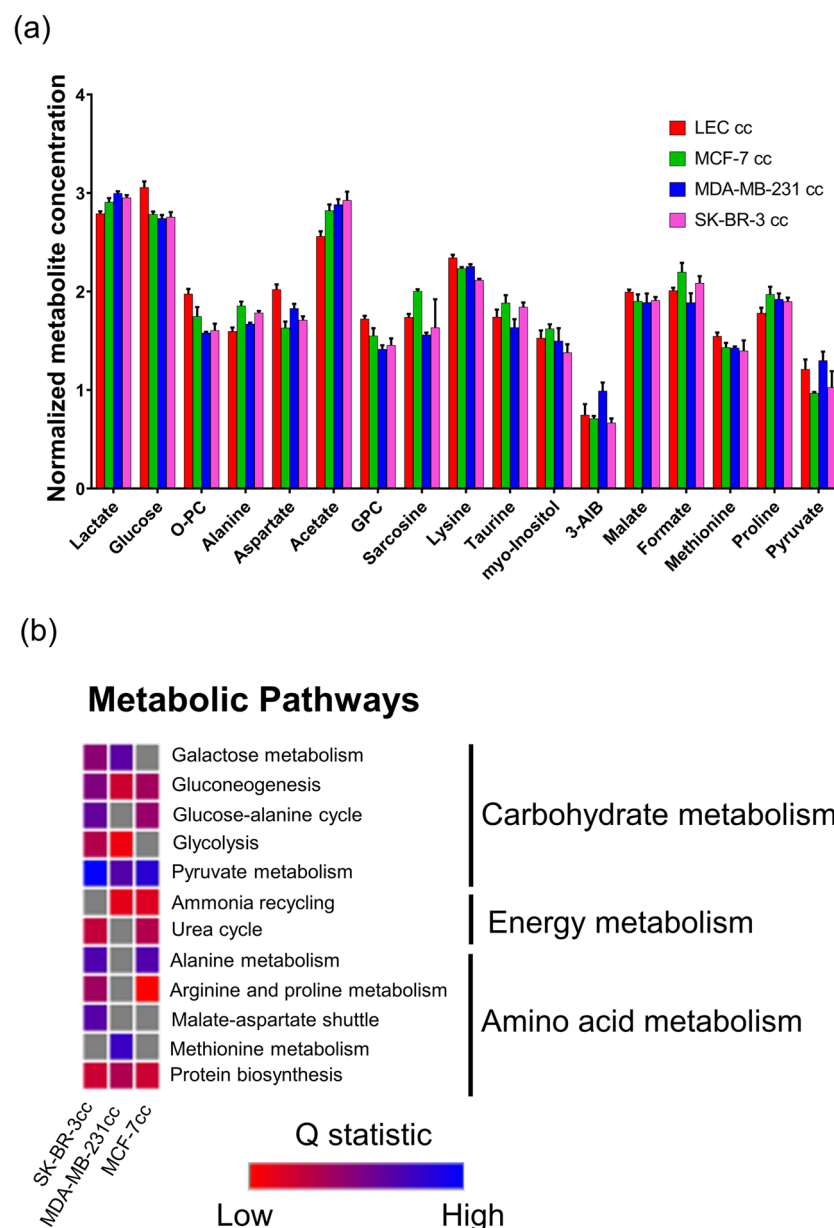 (a)
Normalized metabolite concentration
4
3
2
1
0
LEC cc
MCF-7 cc
MDA-MB-231 cc
SK-BR-3 cc
Lactate
Glucose
O-PC
Alanine
Aspartate
Acetate
GPC
Sarcosine
Lysine
Taurine
myo-Inositol
3-AIB
Malate
Formate
Methionine
Proline
Pyruvate
(b)
Metabolic Pathways
Galactose metabolism
Gluconeogenesis
Glucose-alanine cycle
Glycolysis
Pyruvate metabolism
Ammonia recycling
Urea cycle
Alanine metabolism
Arginine and proline metabolism
Malate-aspartate shuttle
Methionine metabolism
Protein biosynthesis
Carbohydrate metabolism
Energy metabolism
Amino acid metabolism
SK-BR-3cc
MDA-MB-231cc
MCF-7cc
Q statistic
Low High